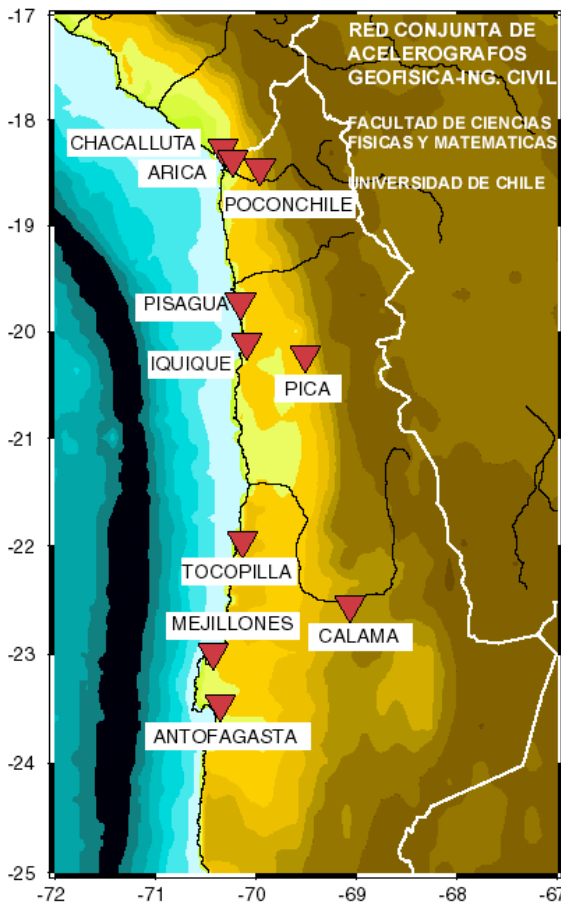 -17
RED CONJUNTA DE
ACELEROGRAFOS
GEOFISICA-ING. CIVIL
-18
FACULTAD DE CIENCIAS
FISICAS Y MATEMATICAS
CHACALLUTA
ARICA
UNIVERSIDAD DE CHILE
POCONCHILE
-19
PISAGUA
-20
IQUIQUE
PICA
-21
-22
TOCOPILLA
MEJILLONES
CALAMA
-23
ANTOFAGASTA
-24
-25
-72 -71 -70 -69 -68 -67